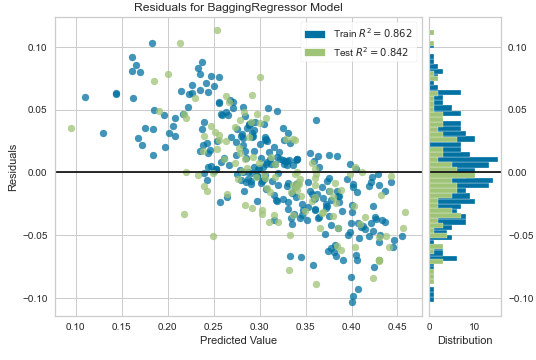 Residuals for BaggingRegressor Model
Train R² = 0.862
Test R² = 0.842
Residuals
0.10
0.05
0.00
−0.05
−0.10
0.10
0.05
0.00
−0.05
−0.10
0.10 0.15 0.20 0.25 0.30 0.35 0.40 0.45
0 10
Predicted Value
Distribution